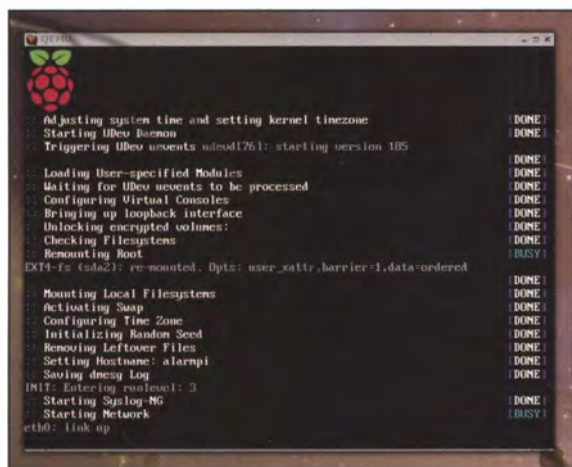 QEMU
:: Adjusting system time and setting kernel timezone [DONE]
:: Starting UDev Daemon [DONE]
:: Triggering UDev uevents udevd[76]: starting version 185
[DONE]
:: Loading User-specified Modules [DONE]
:: Waiting for UDev uevents to be processed [DONE]
:: Configuring Virtual Consoles [DONE]
:: Bringing up loopback interface [DONE]
:: Unlocking encrypted volumes: [DONE]
:: Checking Filesystems [DONE]
:: Remounting Root [BUSY]
EXT4-fs (sda2): re-mounted. Opts: user_xattr,barrier=1,data=ordered
[DONE]
:: Mounting Local Filesystems [DONE]
:: Activating Swap [DONE]
:: Configuring Time Zone [DONE]
:: Initializing Random Seed [DONE]
:: Removing Leftover Files [DONE]
:: Setting Hostname: alarmpi [DONE]
:: Saving dmesg Log [DONE]
INIT: Entering runlevel: 3
:: Starting Syslog-NG [DONE]
:: Starting Network [BUSY]
eth0: link up